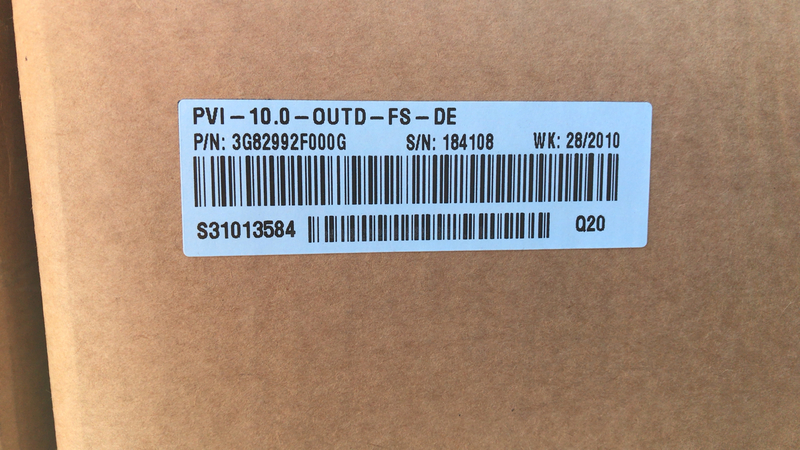 PVI-10.0-OUTD-FS-DE
P/N: 3G82992F000G S/N: 184108 WK: 28/2010
S31013584 Q20